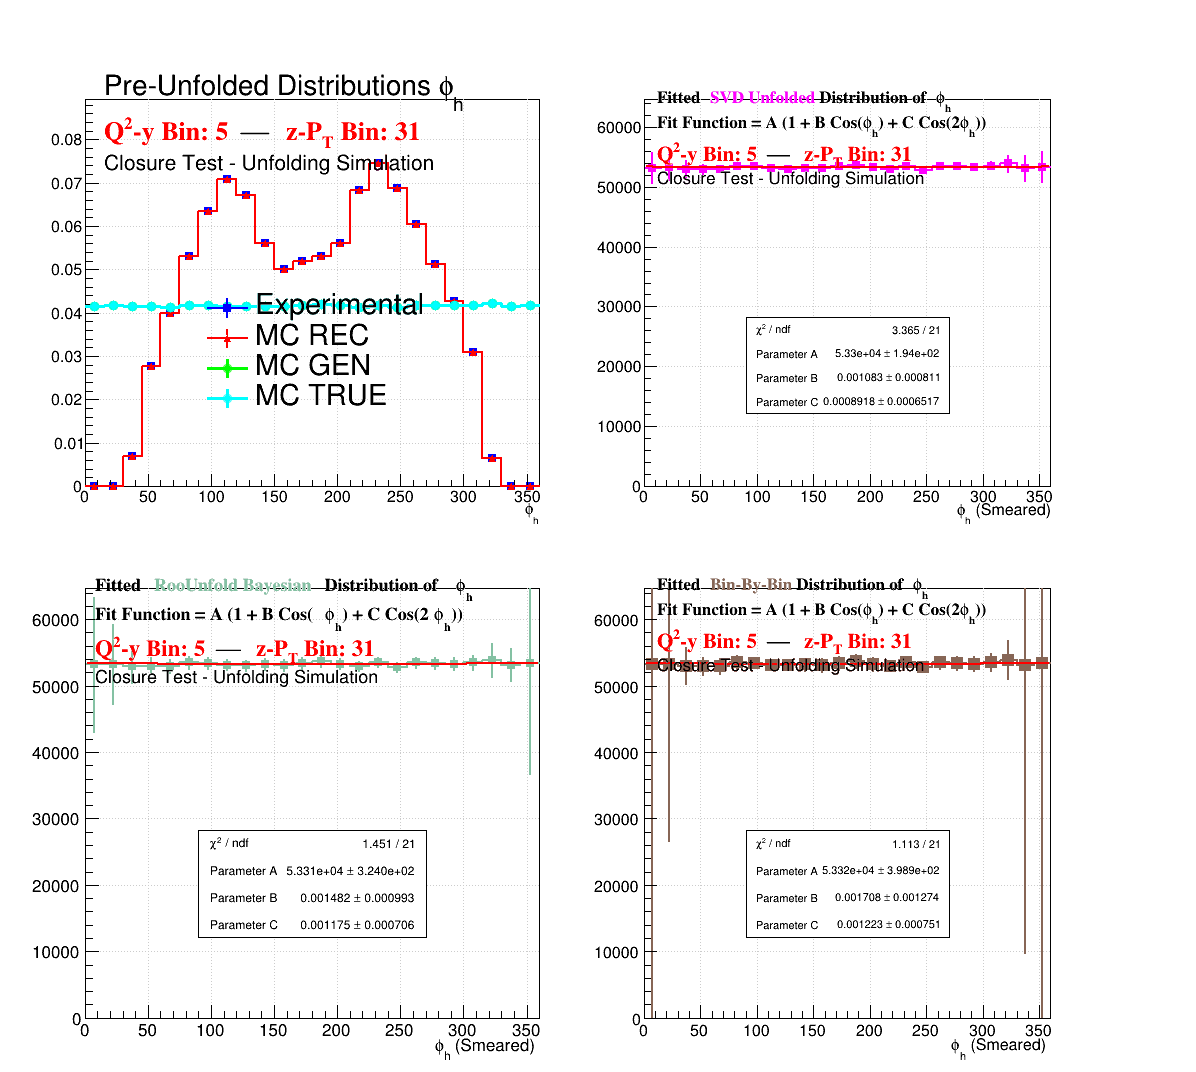 Pre-Unfolded Distributions ϕh
Q2-y Bin: 5 — z-PT Bin: 31
Closure Test - Unfolding Simulation
0.08
0.07
0.06
0.05
0.04
0.03
0.02
0.01
0
Experimental
MC REC
MC GEN
MC TRUE
0 50 100 150 200 250 300 350
ϕh
Fitted SVD Unfolded Distribution of ϕh
Fit Function = A (1 + B Cos(ϕh) + C Cos(2ϕh))
Q2-y Bin: 5 — z-PT Bin: 31
Closure Test - Unfolding Simulation
60000
50000
40000
30000
20000
10000
0
χ2 / ndf 3.365 / 21
Parameter A 5.33e+04 ± 1.94e+02
Parameter B 0.001083 ± 0.000811
Parameter C 0.0008918 ± 0.0006517
0 50 100 150 200 250 300 350
ϕh (Smeared)
Fitted RooUnfold Bayesian Distribution of ϕh
Fit Function = A (1 + B Cos( ϕh) + C Cos(2 ϕh))
Q2-y Bin: 5 — z-PT Bin: 31
Closure Test - Unfolding Simulation
60000
50000
40000
30000
20000
10000
0
χ2 / ndf 1.451 / 21
Parameter A 5.331e+04 ± 3.240e+02
Parameter B 0.001482 ± 0.000993
Parameter C 0.001175 ± 0.000706
0 50 100 150 200 250 300 350
ϕh (Smeared)
Fitted Bin-By-Bin Distribution of ϕh
Fit Function = A (1 + B Cos(ϕh) + C Cos(2ϕh))
Q2-y Bin: 5 — z-PT Bin: 31
Closure Test - Unfolding Simulation
60000
50000
40000
30000
20000
10000
0
χ2 / ndf 1.113 / 21
Parameter A 5.332e+04 ± 3.989e+02
Parameter B 0.001708 ± 0.001274
Parameter C 0.001223 ± 0.000751
0 50 100 150 200 250 300 350
ϕh (Smeared)